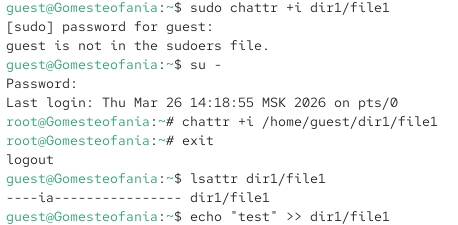 guest@Gomesteofania:~$ sudo chattr +i dir1/file1
[sudo] password for guest:
guest is not in the sudoers file.
guest@Gomesteofania:~$ su -
Password:
Last login: Thu Mar 26 14:18:55 MSK 2026 on pts/0
root@Gomesteofania:~# chattr +i /home/guest/dir1/file1
root@Gomesteofania:~# exit
logout
guest@Gomesteofania:~$ lsattr dir1/file1
----ia---------------- dir1/file1
guest@Gomesteofania:~$ echo "test" >> dir1/file1